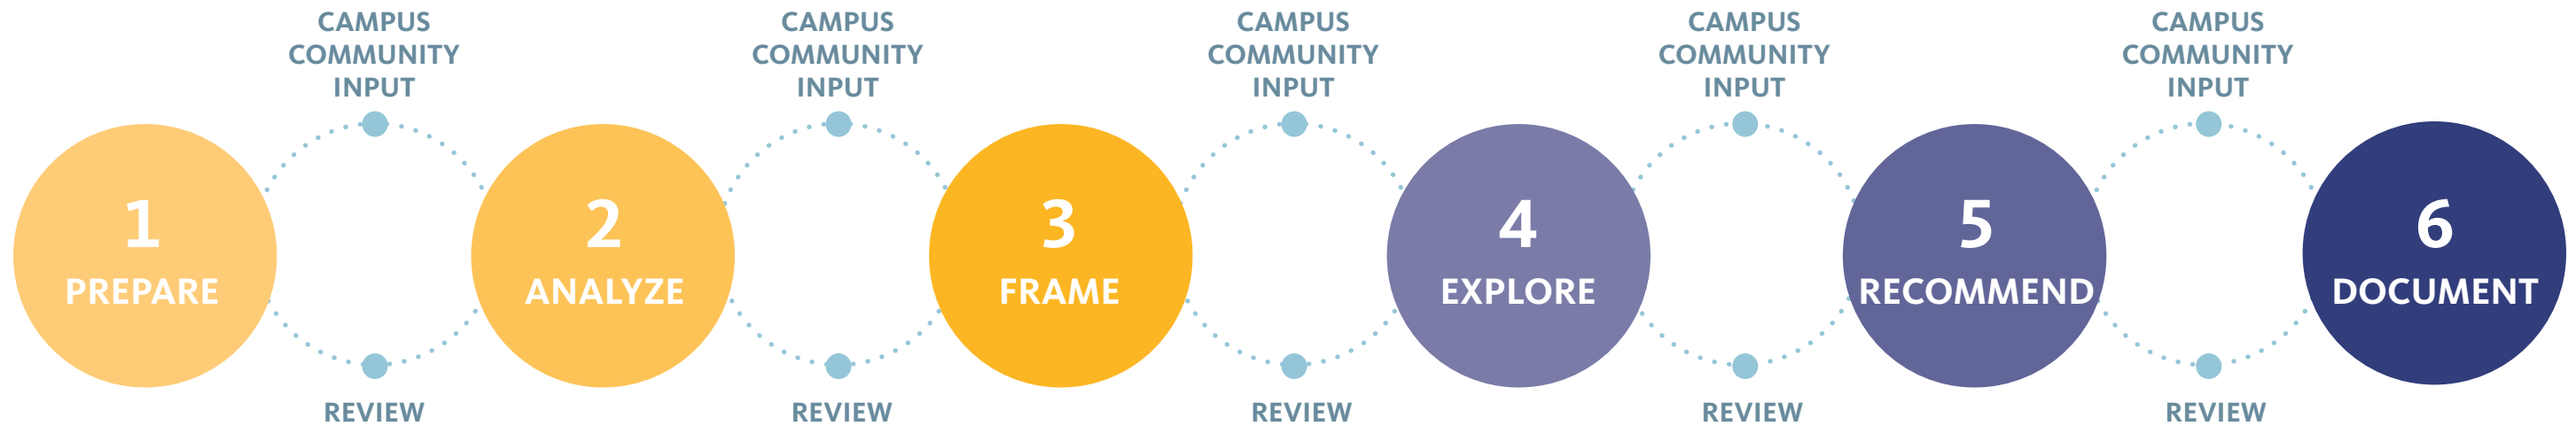 CAMPUS
COMMUNITY
INPUT
CAMPUS
COMMUNITY
INPUT
CAMPUS
COMMUNITY
INPUT
CAMPUS
COMMUNITY
INPUT
CAMPUS
COMMUNITY
INPUT
1
PREPARE
2
ANALYZE
3
FRAME
4
EXPLORE
5
RECOMMEND
6
DOCUMENT
REVIEW
REVIEW
REVIEW
REVIEW
REVIEW